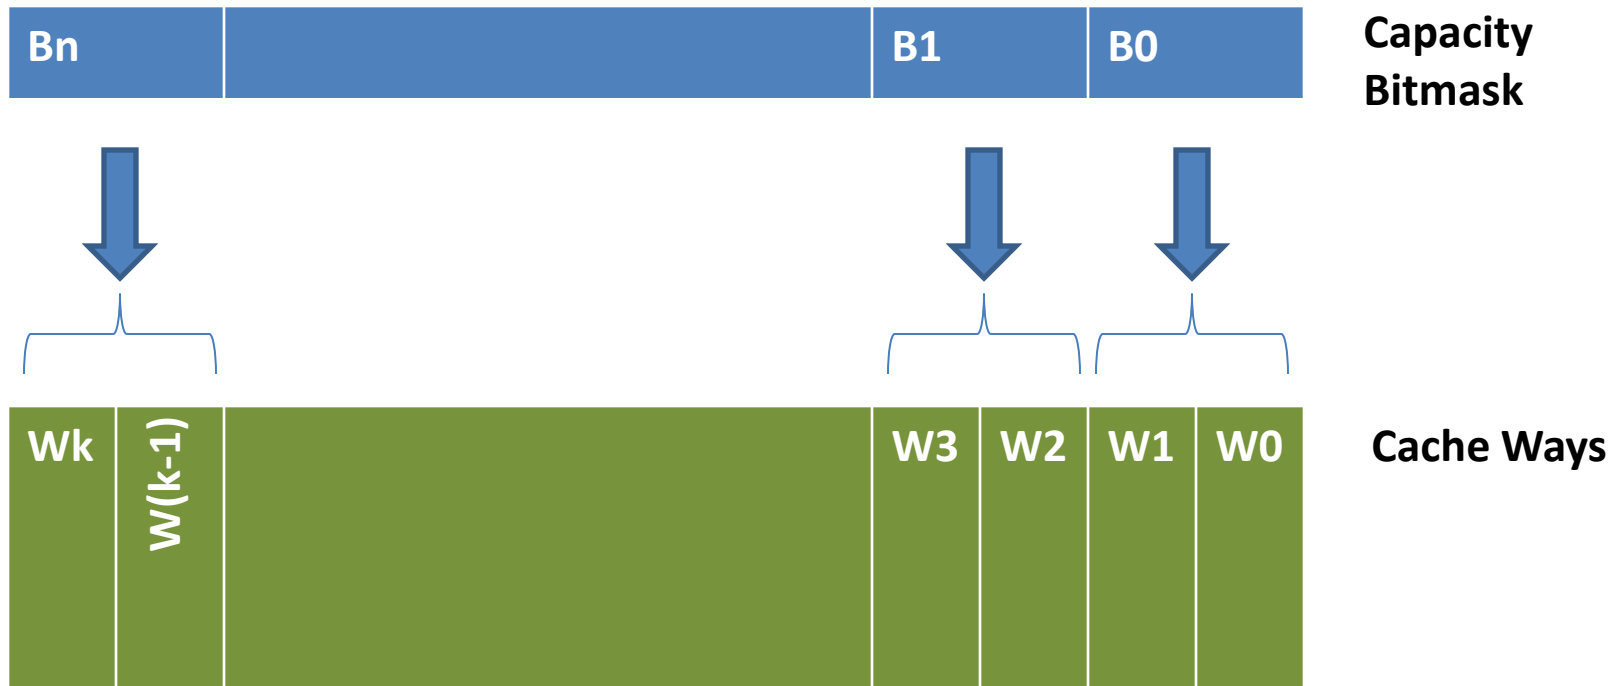 Bn
B1
B0
Capacity
Bitmask
Wk
W(k-1)
W3
W2
W1
W0
Cache Ways